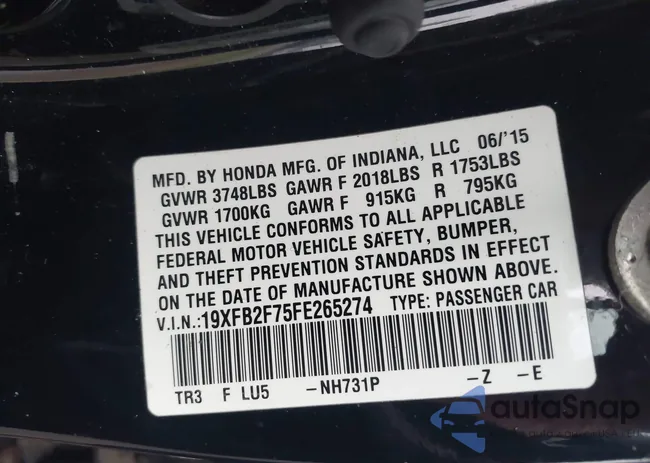 MFD. BY HONDA MFG. OF INDIANA, LLC 06/'15
GVWR 3748LBS GAWR F 2018LBS R 1753LBS
GVWR 1700KG GAWR F 915KG R 795KG
THIS VEHICLE CONFORMS TO ALL APPLICABLE
FEDERAL MOTOR VEHICLE SAFETY, BUMPER,
AND THEFT PREVENTION STANDARDS IN EFFECT
ON THE DATE OF MANUFACTURE SHOWN ABOVE.
V.I.N.:19XFB2F75FE265274 TYPE: PASSENGER CAR
TR3 F LU5 -NH731P -Z -E
autaSnap